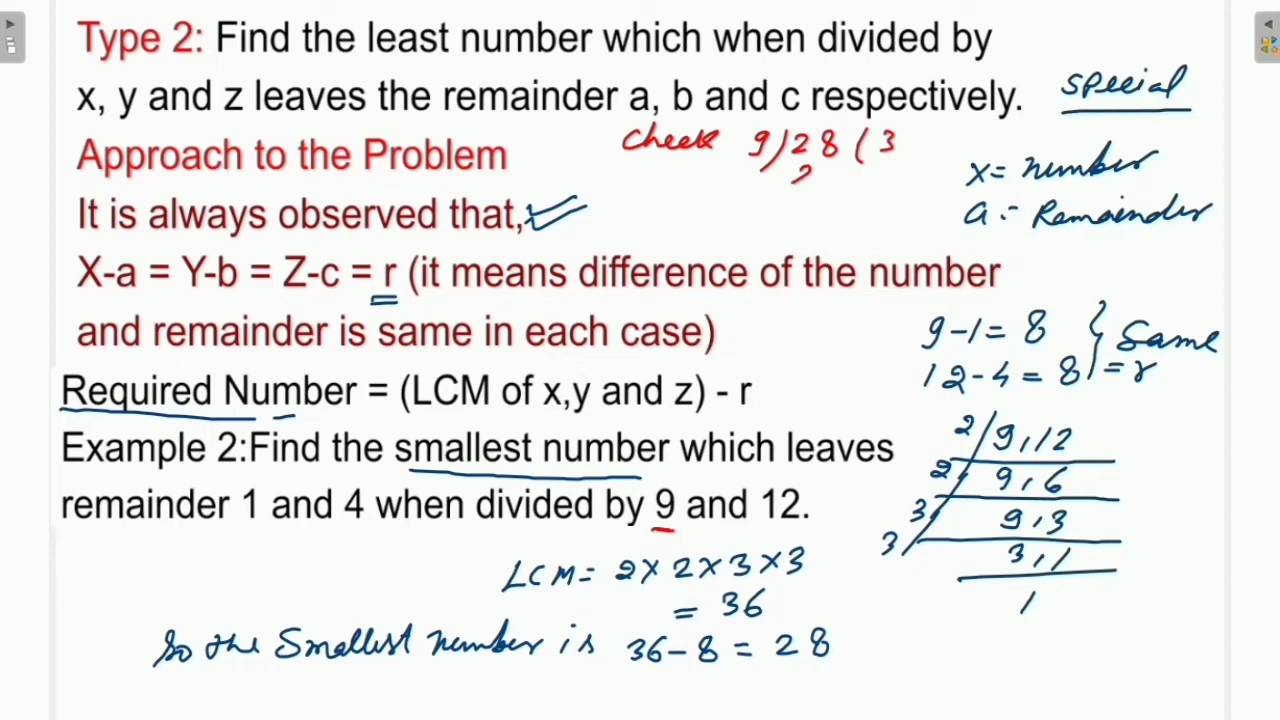 Type 2: Find the least number which when divided by
x, y and z leaves the remainder a, b and c respectively.
special
Approach to the Problem
Check 9)28(3
2
x= number
a :- Remainder
It is always observed that,
X-a = Y-b = Z-c = r (it means difference of the number
and remainder is same in each case)
9-1= 8
12-4 = 8
} Same
= r
Required Number = (LCM of x,y and z) - r
Example 2:Find the smallest number which leaves
remainder 1 and 4 when divided by 9 and 12.
2/9,12
2/9,6
3/9,3
3/3,1
1
LCM= 2×2×3×3
= 36
So the Smallest number is 36-8 = 28